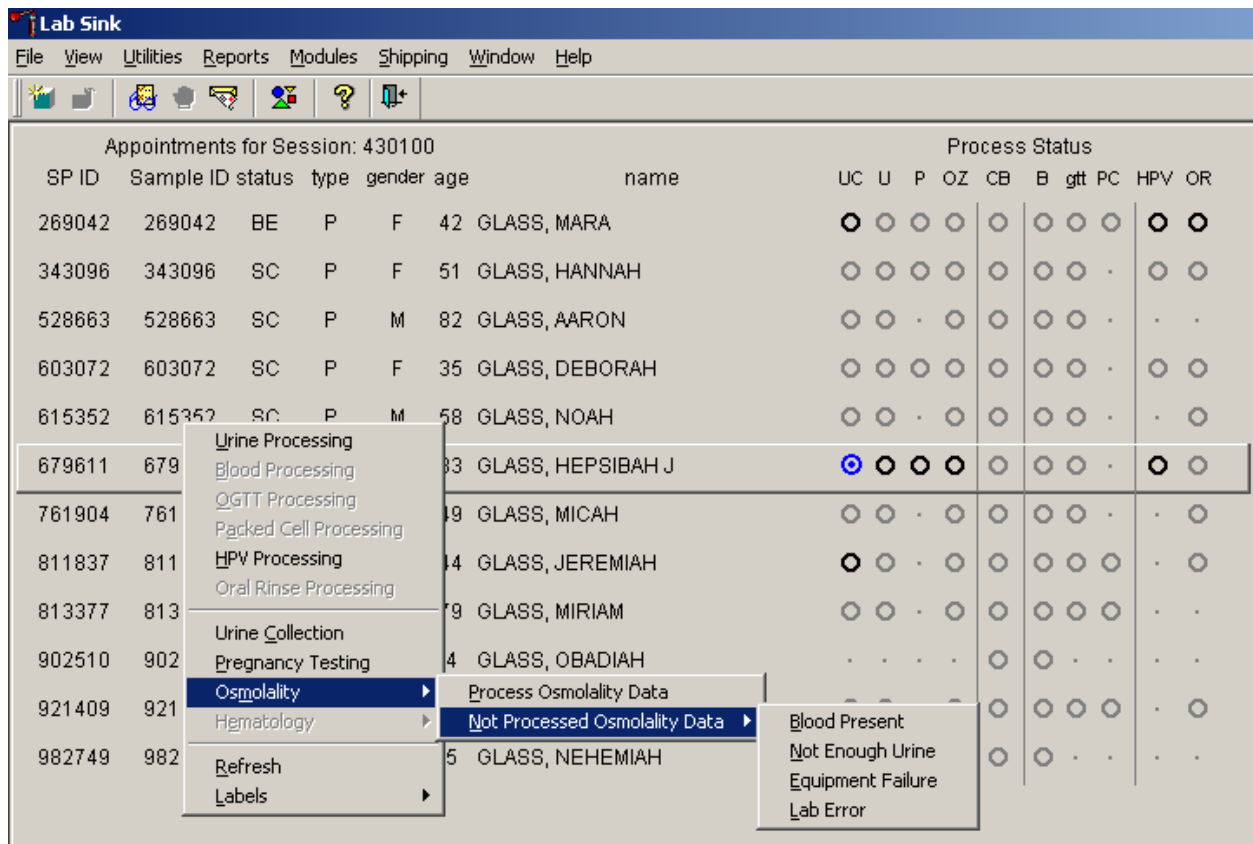 Lab Sink
File View Utilities Reports Modules Shipping Window Help
Appointments for Session: 430100 Process Status
SP ID Sample ID status type gender age name UC U P OZ CB B gtt PC HPV OR
269042 269042 BE P F 42 GLASS, MARA
343096 343096 SC P F 51 GLASS, HANNAH
528663 528663 SC P M 82 GLASS, AARON
603072 603072 SC P F 35 GLASS, DEBORAH
615352 615352 SC P M 58 GLASS, NOAH
679611 679 33 GLASS, HEPSIBAH J
761904 761 49 GLASS, MICAH
811837 811 44 GLASS, JEREMIAH
813377 813 79 GLASS, MIRIAM
902510 902 4 GLASS, OBADIAH
921409 921
982749 982 5 GLASS, NEHEMIAH
Urine Processing
Blood Processing
OGTT Processing
Packed Cell Processing
HPV Processing
Oral Rinse Processing
Urine Collection
Pregnancy Testing
Osmolality
Hematology
Refresh
Labels
Process Osmolality Data
Not Processed Osmolality Data
Blood Present
Not Enough Urine
Equipment Failure
Lab Error